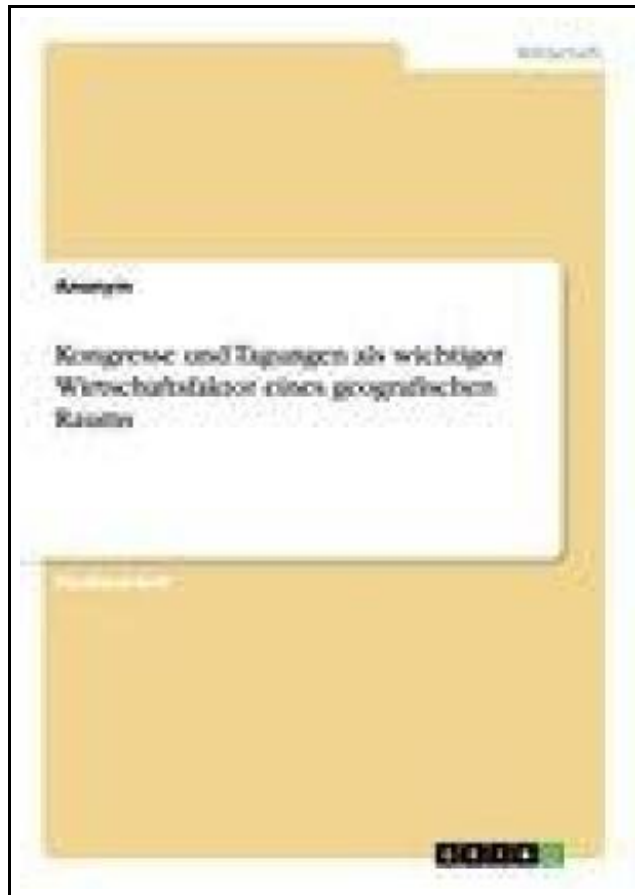 Anonym
Kongresse und Tagungen als wichtiger
Wirtschaftsfaktor eines geografischen
Raums